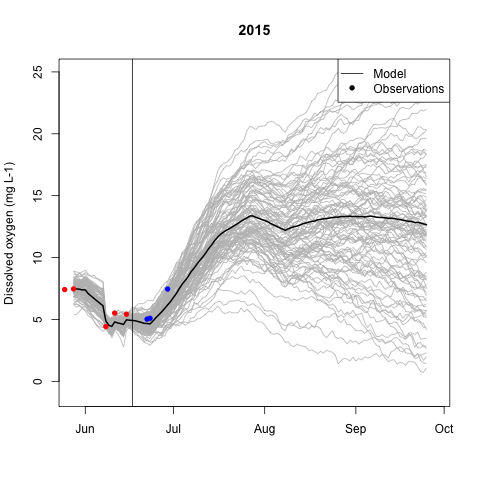 2015
Model
Observations
Dissolved oxygen (mg L-1)
25
20
15
10
5
0
Jun
Jul
Aug
Sep
Oct